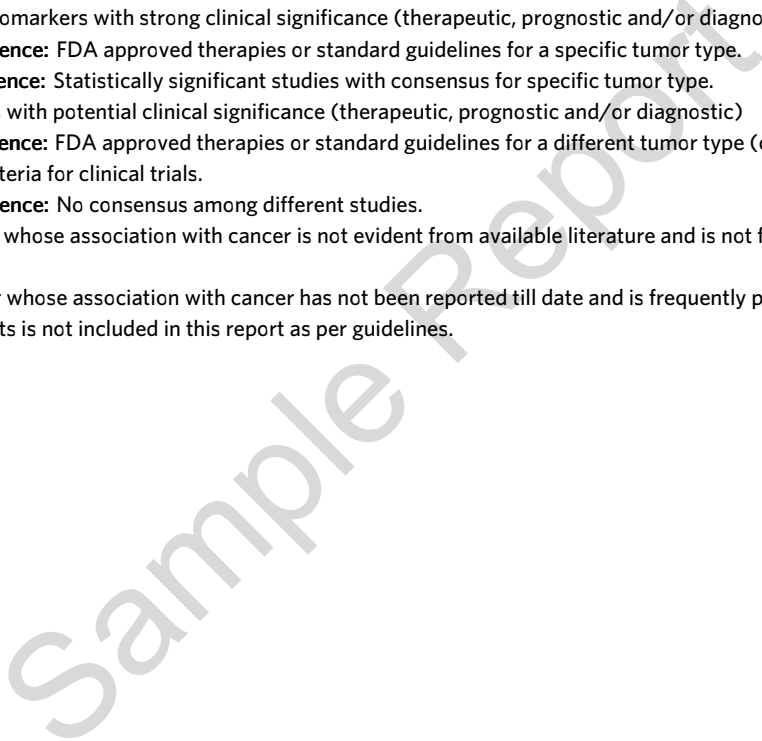 omarkers with strong clinical significance (therapeutic, prognostic and/or diagno
ence: FDA approved therapies or standard guidelines for a specific tumor type.
ence: Statistically significant studies with consensus for specific tumor type.
with potential clinical significance (therapeutic, prognostic and/or diagnostic)
ence: FDA approved therapies or standard guidelines for a different tumor type (
teria for clinical trials.
ence: No consensus among different studies.
whose association with cancer is not evident from available literature and is not f
whose association with cancer has not been reported till date and is frequently p
ts is not included in this report as per guidelines.
Sample Report